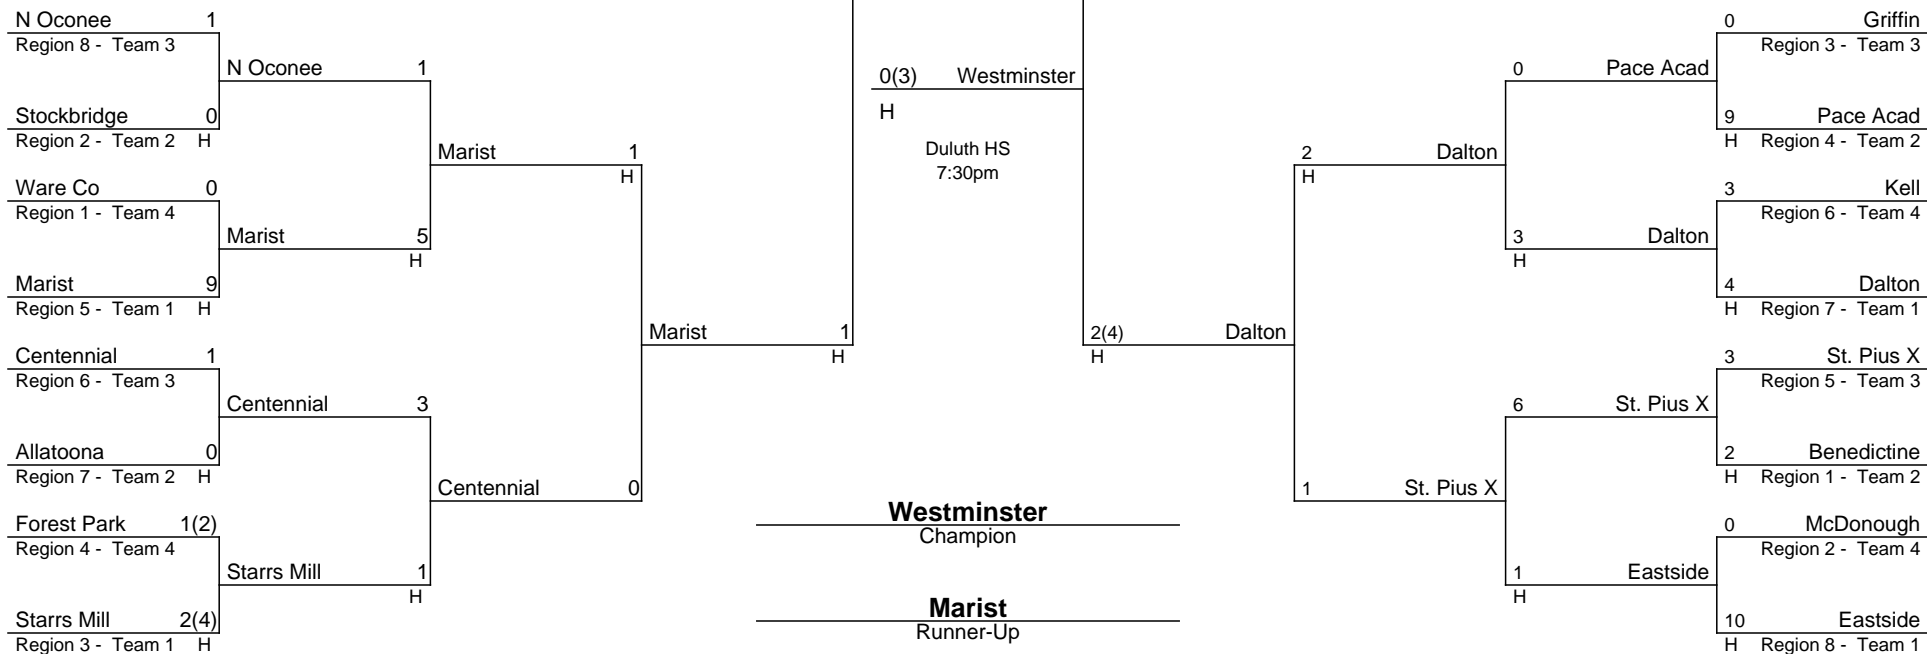 N Oconee 1
Region 8 - Team 3
N Oconee 1
Stockbridge 0
Region 2 - Team 2 H
Marist 1
H
Ware Co 0
Region 1 - Team 4
Marist 5
H
Marist 9
Region 5 - Team 1 H
Marist 1
H
Centennial 1
Region 6 - Team 3
Centennial 3
Allatoona 0
Region 7 - Team 2 H
Centennial 0
Forest Park 1(2)
Region 4 - Team 4
Starrs Mill 1
H
Starrs Mill 2(4)
Region 3 - Team 1 H
0(3) Westminster
H
Duluth HS
7:30pm
Westminster
Champion
Marist
Runner-Up
0 Griffin
Region 3 - Team 3
0 Pace Acad
9 Pace Acad
H Region 4 - Team 2
2 Dalton
H
3 Kell
Region 6 - Team 4
3 Dalton
H
4 Dalton
H Region 7 - Team 1
2(4) Dalton
H
3 St. Pius X
Region 5 - Team 3
6 St. Pius X
2 Benedictine
H Region 1 - Team 2
1 St. Pius X
0 McDonough
Region 2 - Team 4
1 Eastside
H
10 Eastside
H Region 8 - Team 1